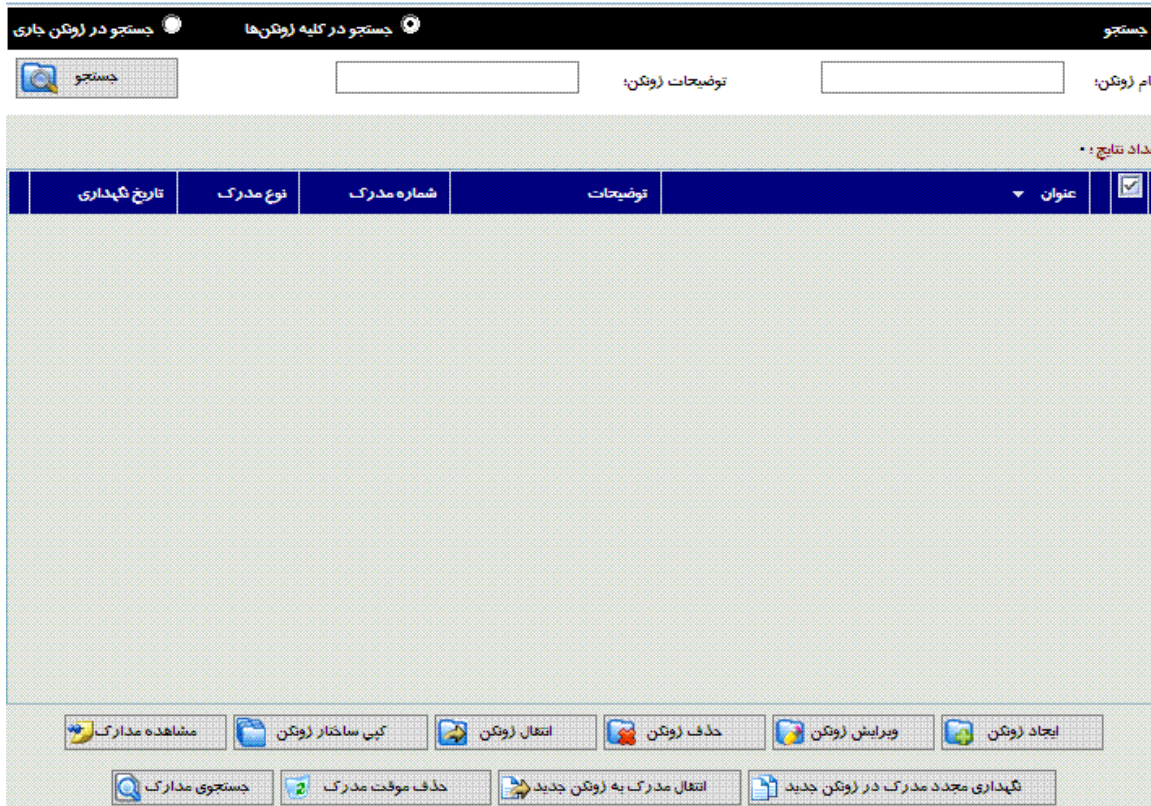 جستجو جستجو در کلیه زونکن‌ها جستجو در زونکن جاری
ام زونکن: توضیحات زونکن: جستجو
داد نتایج : ۰
عنوان توضیحات شماره مدرک نوع مدرک تاریخ نگهداری
ایجاد زونکن ویرایش زونکن حذف زونکن انتقال زونکن کپی ساختار زونکن مشاهده مدارک
نگهداری مجدد مدرک در زونکن جدید انتقال مدرک به زونکن جدید حذف موقت مدرک جستجوی مدارک